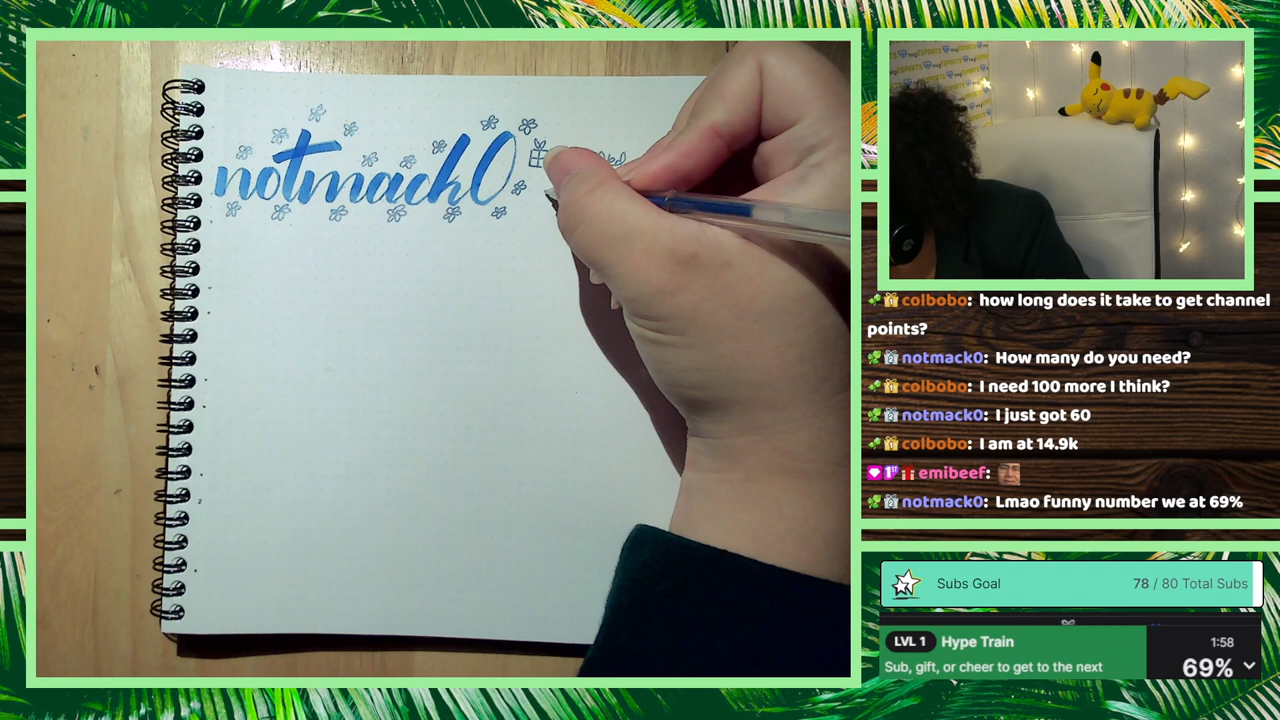 notmack0
msgESPORTS
colbobo: how long does it take to get channel
points?
notmack0: How many do you need?
colbobo: I need 100 more I think?
notmack0: I just got 60
colbobo: I am at 14.9k
1ST emibeef:
notmack0: Lmao funny number we at 69%
Subs Goal 78 / 80 Total Subs
LVL 1 Hype Train 1:58
Sub, gift, or cheer to get to the next 69%